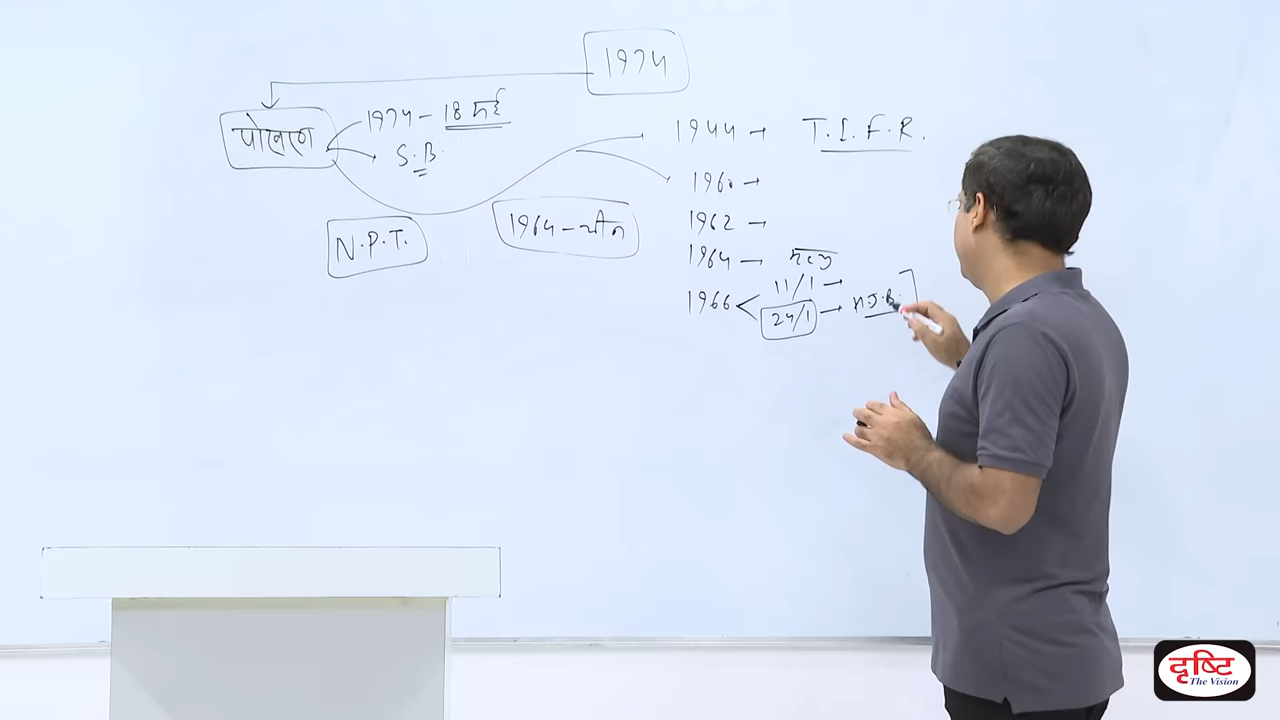 1974
पोखरण
1974 – 18 मई
S.B.
N.P.T.
1964 – चीन
1944 → T.I.F.R.
1960 →
1962 →
1964 →
1966
11/1 →
24/1 → H.J.B.
दृष्टि
The Vision